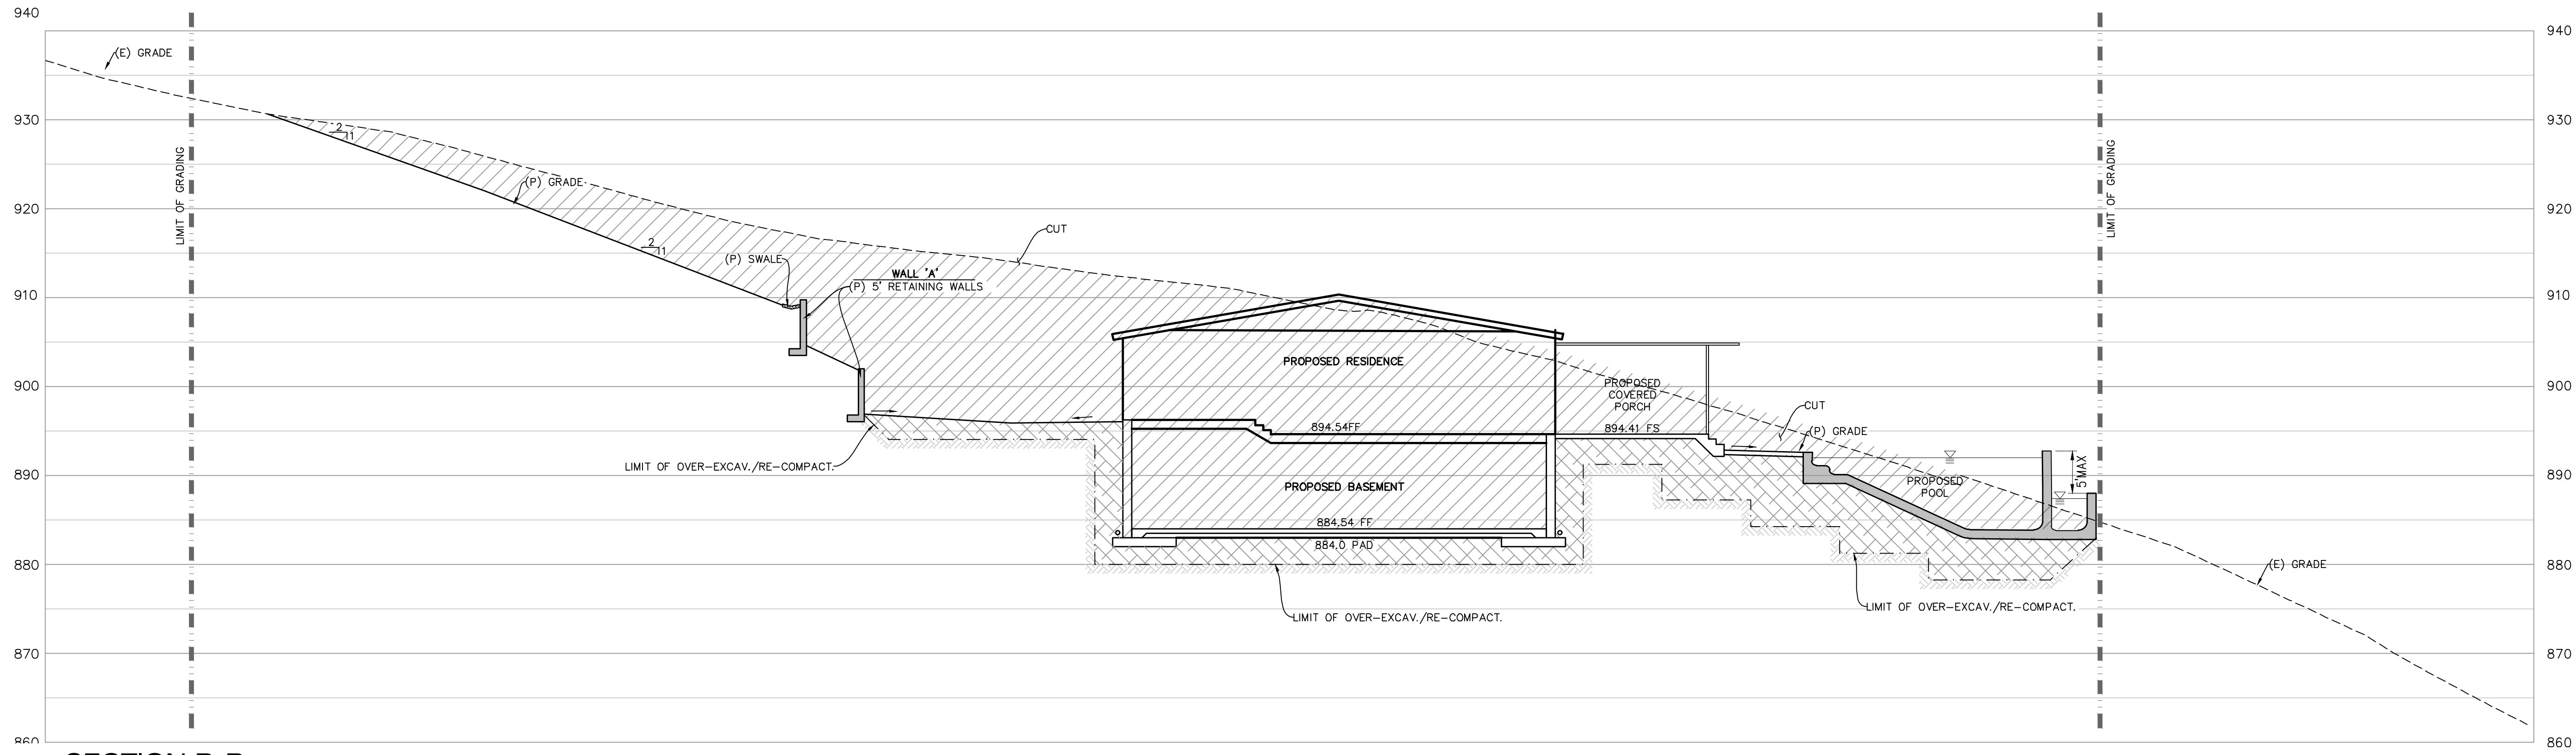 940
940
(E) GRADE
930
2
1
930
LIMIT OF GRADING
LIMIT OF GRADING
(P) GRADE
920
920
CUT
2
1
(P) SWALE
WALL 'A'
(P) 5' RETAINING WALLS
910
910
PROPOSED RESIDENCE
900
PROPOSED
COVERED
PORCH
900
CUT
894.54FF
894.41 FS
(P) GRADE
LIMIT OF OVER-EXCAV./RE-COMPACT.
5'MAX
890
PROPOSED BASEMENT
PROPOSED
POOL
890
884.54 FF
884.0 PAD
880
(E) GRADE
880
LIMIT OF OVER-EXCAV./RE-COMPACT.
LIMIT OF OVER-EXCAV./RE-COMPACT.
870
870
860
860